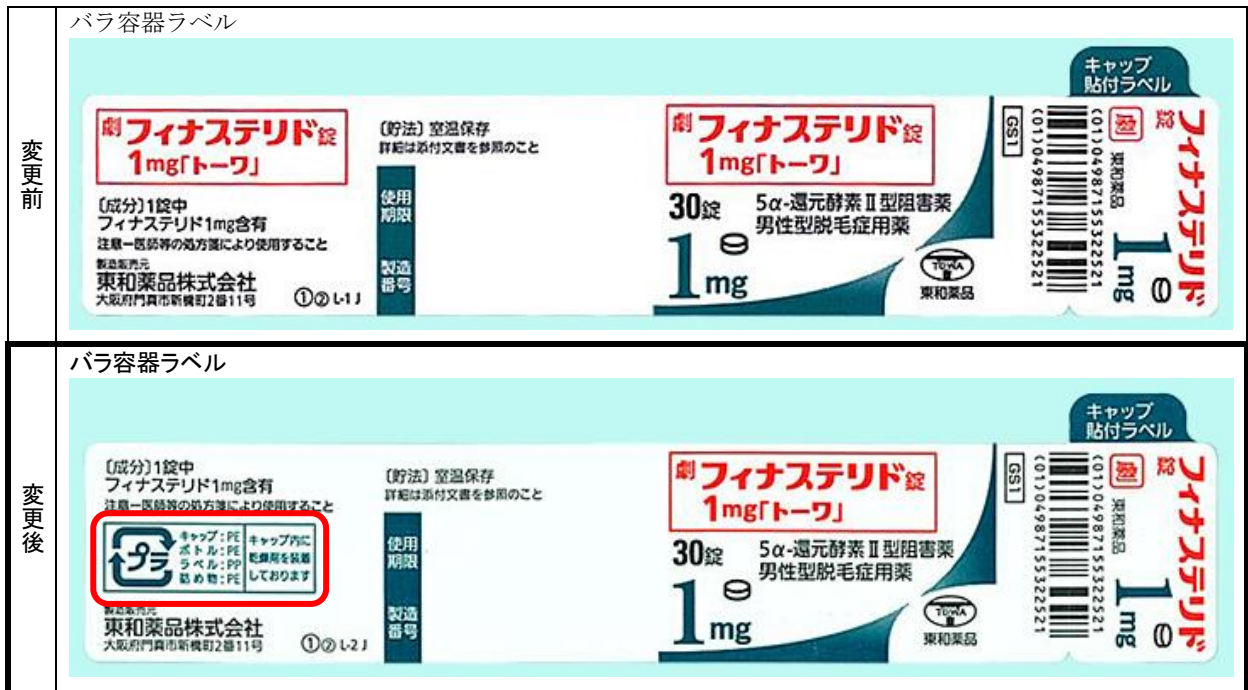 変更前
バラ容器ラベル
劇 フィナステリド錠
1mg「トーワ」
〔成分〕1錠中
フィナステリド1mg含有
注意－医師等の処方箋により使用すること
製造販売元
東和薬品株式会社
大阪府門真市新橋町2番11号
①② L-1 J
〔貯法〕室温保存
詳細は添付文書を参照のこと
使用
期限
製造
番号
劇 フィナステリド錠
1mg「トーワ」
30錠
5α-還元酵素Ⅱ型阻害薬
男性型脱毛症用薬
1mg
TOWA
東和薬品
キャップ
貼付ラベル
GS1
(01)04987155322521
(01)04987155322521
劇
東和薬品
1mg
フィナステリド錠
変更後
バラ容器ラベル
〔成分〕1錠中
フィナステリド1mg含有
注意－医師等の処方箋により使用すること
プラ
キャップ：PE
ボトル：PE
ラベル：PP
詰め物：PE
キャップ内に
乾燥剤を装着
しております
製造販売元
東和薬品株式会社
大阪府門真市新橋町2番11号
①② L-2 J
〔貯法〕室温保存
詳細は添付文書を参照のこと
使用
期限
製造
番号
劇 フィナステリド錠
1mg「トーワ」
30錠
5α-還元酵素Ⅱ型阻害薬
男性型脱毛症用薬
1mg
TOWA
東和薬品
キャップ
貼付ラベル
GS1
(01)04987155322521
(01)04987155322521
劇
東和薬品
1mg
フィナステリド錠